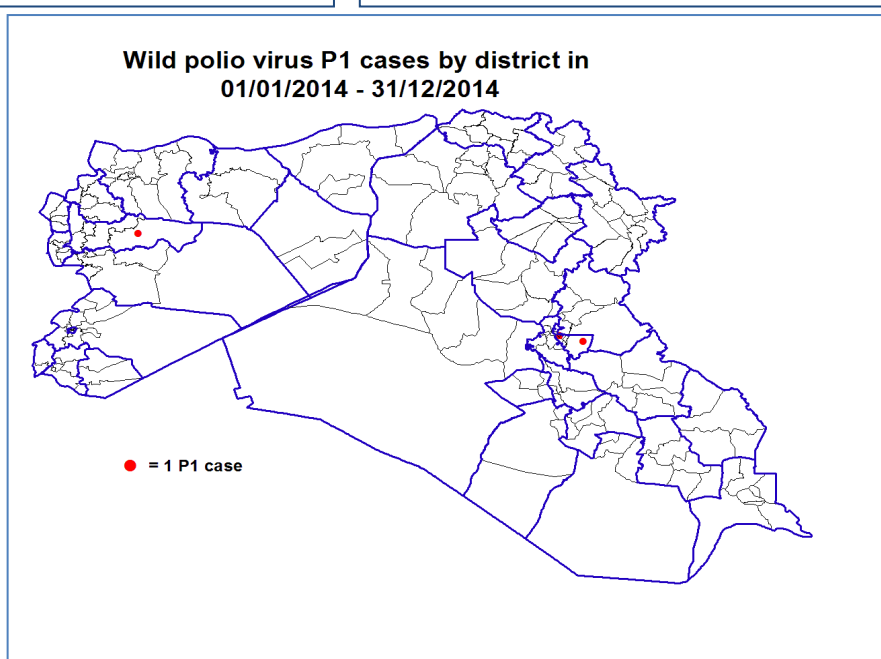 Wild polio virus P1 cases by district in
01/01/2014 - 31/12/2014
= 1 P1 case